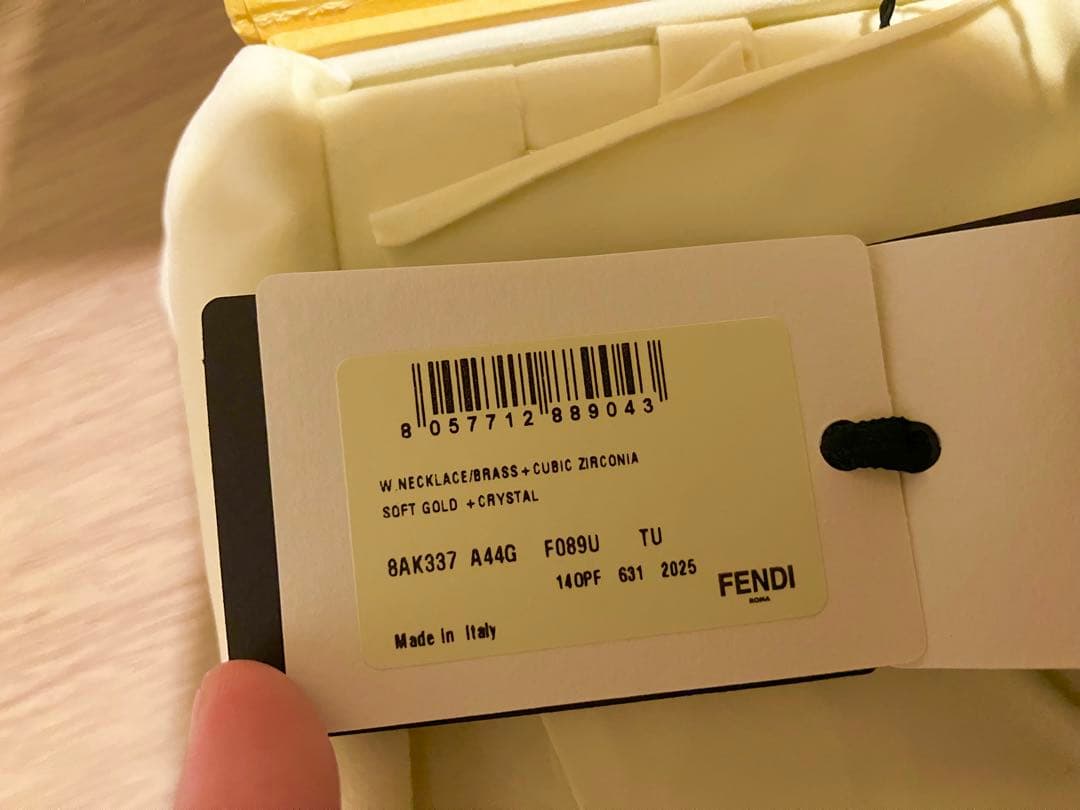 8 057712 889043
W.NECKLACE/BRASS+CUBIC ZIRCONIA
SOFT GOLD +CRYSTAL
8AK337 A44G F089U TU
140PF 631 2025
FENDI
ROMA
Made in Italy